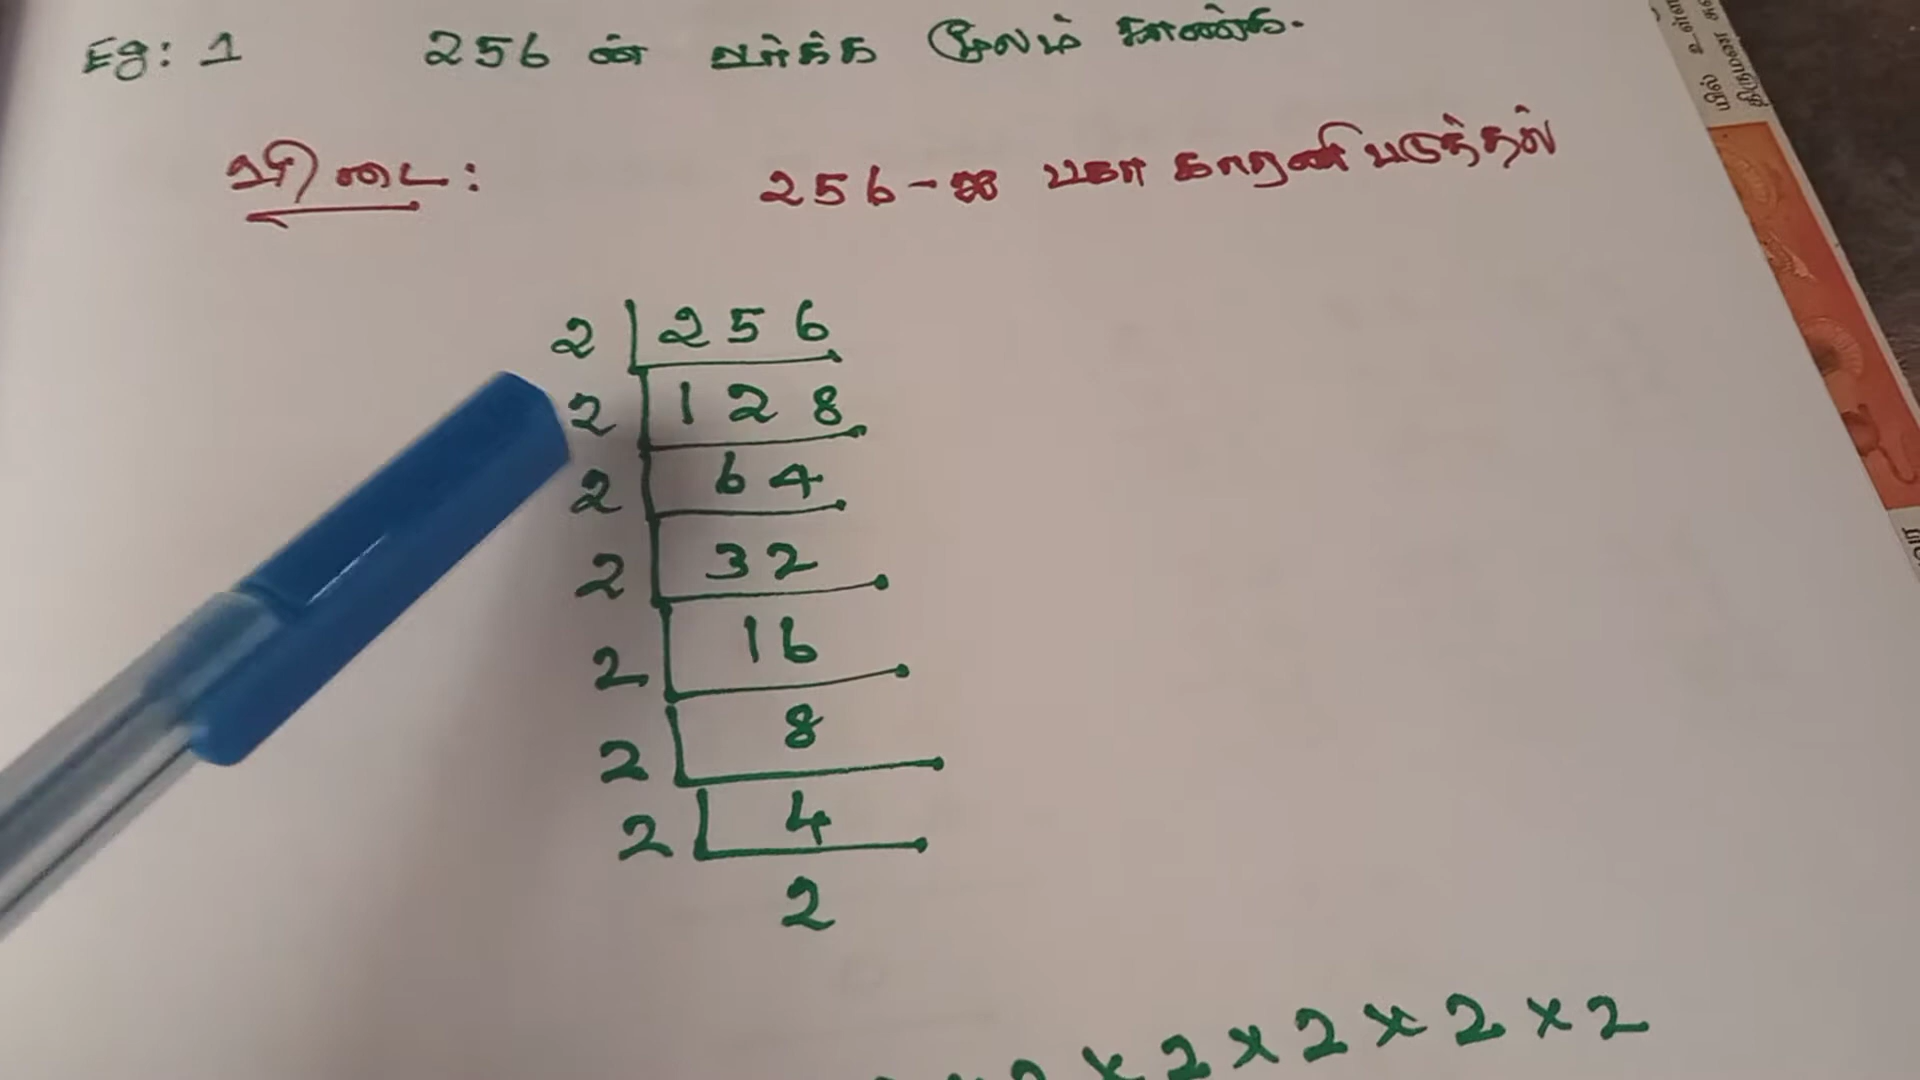 Eg: 1 256 ன் வர்க்க மூலம் காண்க.
விடை: 256-ஐ பகா காரணி படுத்தல்
2 256
2 128
2 64
2 32
2 16
2 8
2 4
2
2 × 2 × 2 × 2 × 2